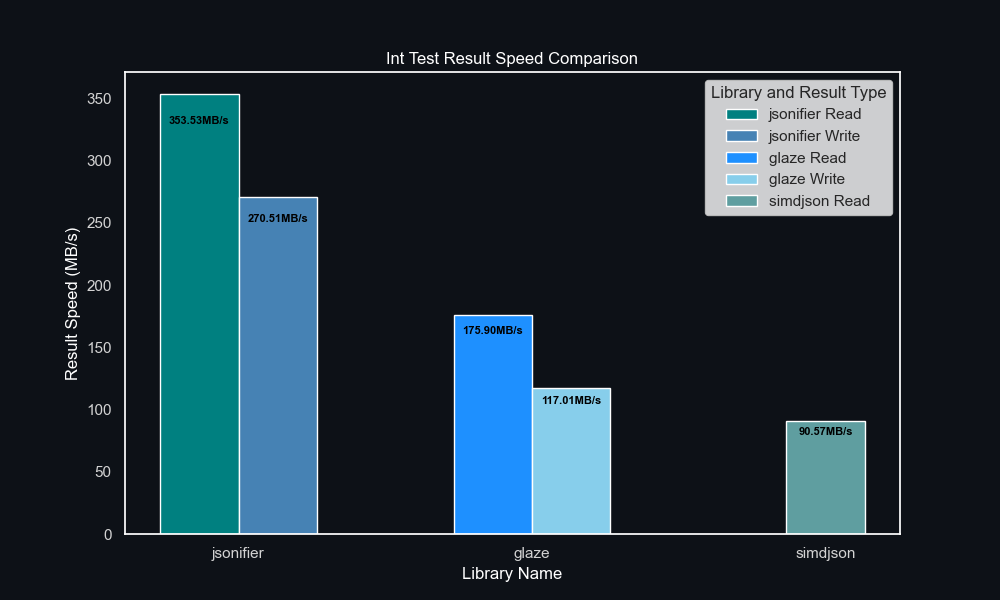 Int Test Result Speed Comparison
Library and Result Type
jsonifier Read
jsonifier Write
glaze Read
glaze Write
simdjson Read
Result Speed (MB/s)
350
300
250
200
150
100
50
0
353.53MB/s
270.51MB/s
175.90MB/s
117.01MB/s
90.57MB/s
jsonifier
glaze
simdjson
Library Name